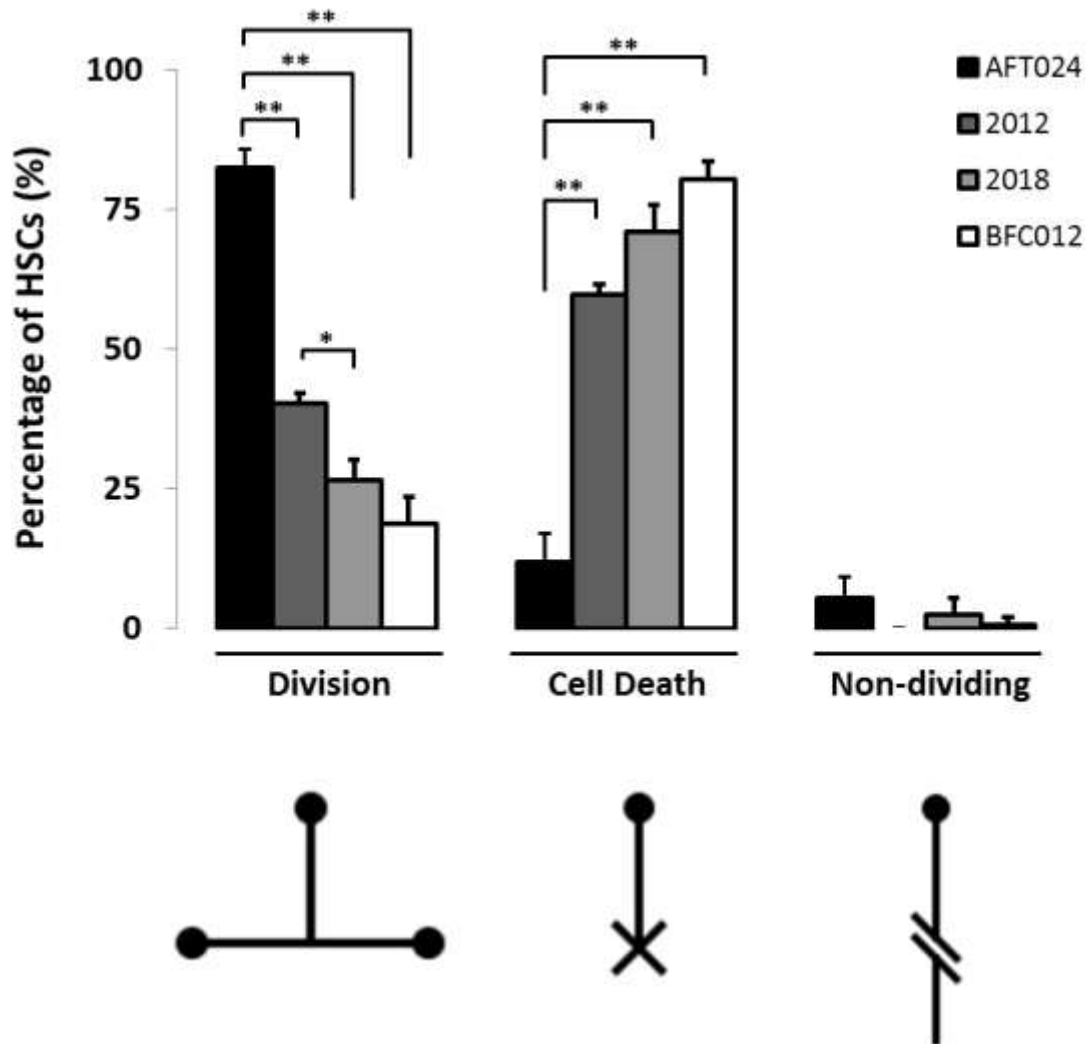 **
**
**
100
75
50
25
0
Percentage of HSCs (%)
*
**
**
**
AFT024
2012
2018
BFC012
Division
Cell Death
Non-dividing